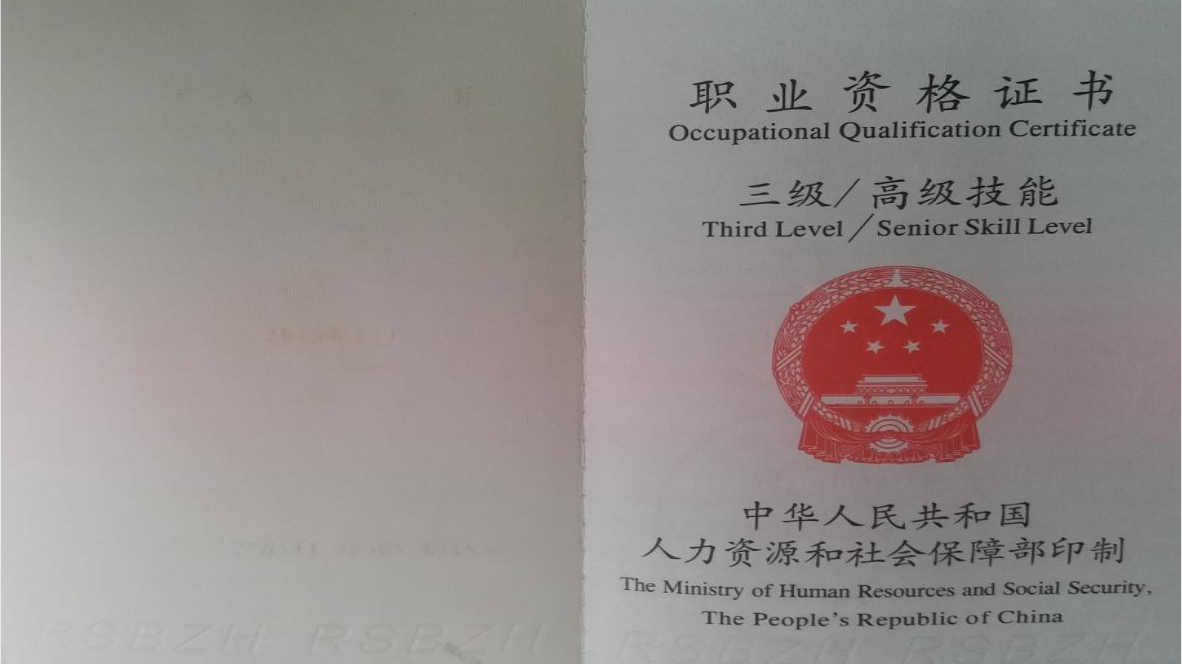 职业资格证书
Occupational Qualification Certificate
三级/高级技能
Third Level/Senior Skill Level
中华人民共和国
人力资源和社会保障部印制
The Ministry of Human Resources and Social Security,
The People's Republic of China
RSBZH RSBZH RSBZH RSBZH